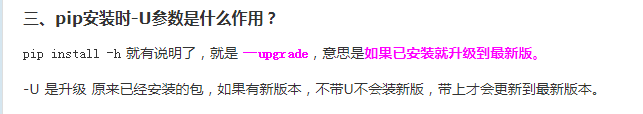 三、pip安装时-U参数是什么作用？
pip install -h 就有说明了，就是 —upgrade，意思是如果已安装就升级到最新版。
-U 是升级 原来已经安装的包，如果有新版本，不带U不会装新版，带上才会更新到最新版本。